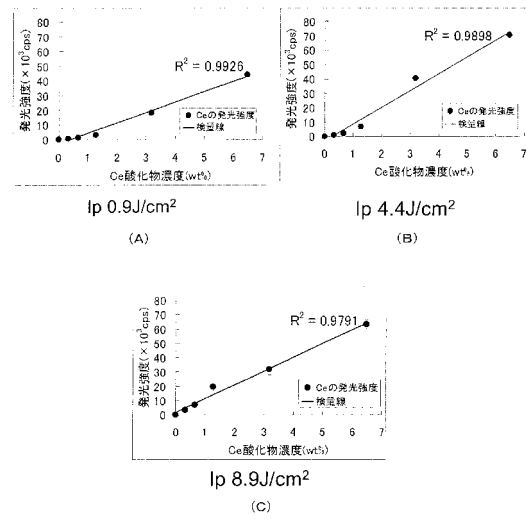 発光強度(×10³cps)
80
70
60
50
40
30
20
10
0
R² = 0.9926
● Ceの発光強度
— 検量線
0 1 2 3 4 5 6 7
Ce酸化物濃度(wt%)
Ip 0.9J/cm²
(A)
発光強度(×10³cps)
80
70
60
50
40
30
20
10
0
R² = 0.9898
● Ceの発光強度
— 検量線
0 1 2 3 4 5 6 7
Ce酸化物濃度(wt%)
Ip 4.4J/cm²
(B)
発光強度(×10³cps)
80
70
60
50
40
30
20
10
0
R² = 0.9791
● Ceの発光強度
— 検量線
0 1 2 3 4 5 6 7
Ce酸化物濃度(wt%)
Ip 8.9J/cm²
(C)